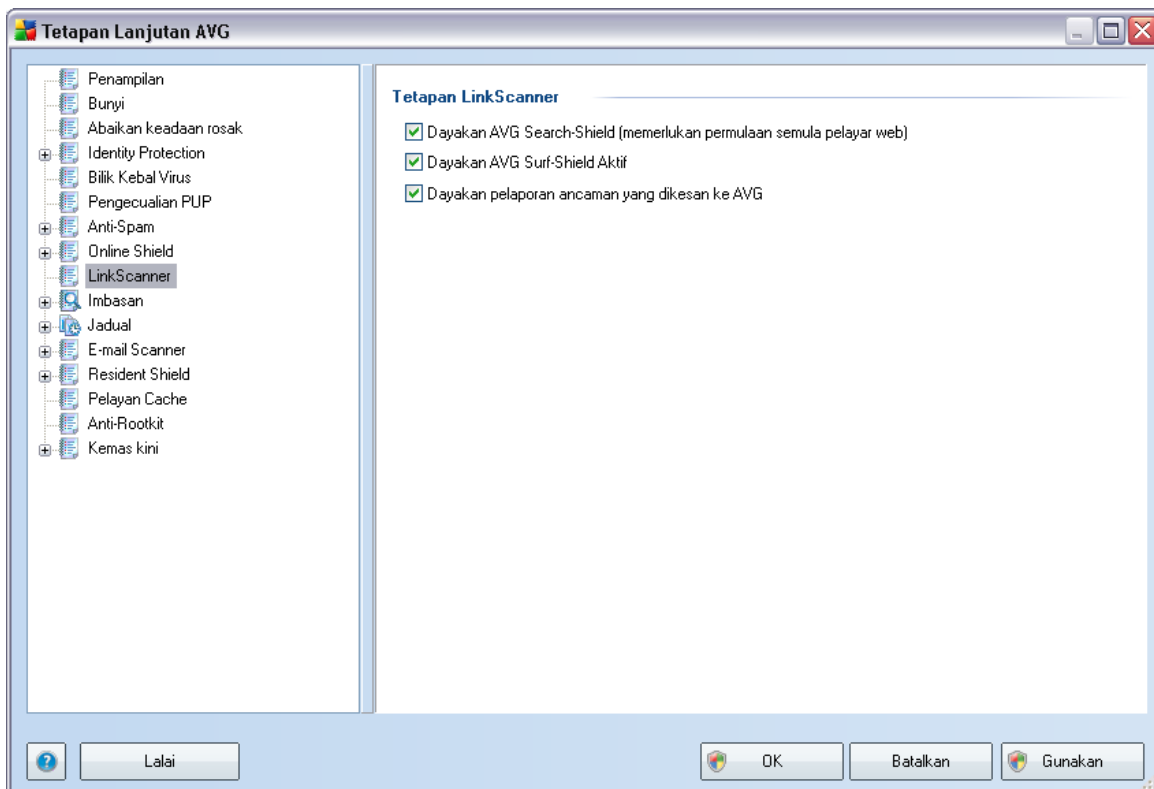 Tetapan Lanjutan AVG
Penampilan
Bunyi
Abaikan keadaan rosak
Identity Protection
Bilik Kebal Virus
Pengecualian PUP
Anti-Spam
Online Shield
LinkScanner
Imbasan
Jadual
E-mail Scanner
Resident Shield
Pelayan Cache
Anti-Rootkit
Kemas kini
Tetapan LinkScanner
Dayakan AVG Search-Shield (memerlukan permulaan semula pelayar web)
Dayakan AVG Surf-Shield Aktif
Dayakan pelaporan ancaman yang dikesan ke AVG
Lalai
OK
Batalkan
Gunakan